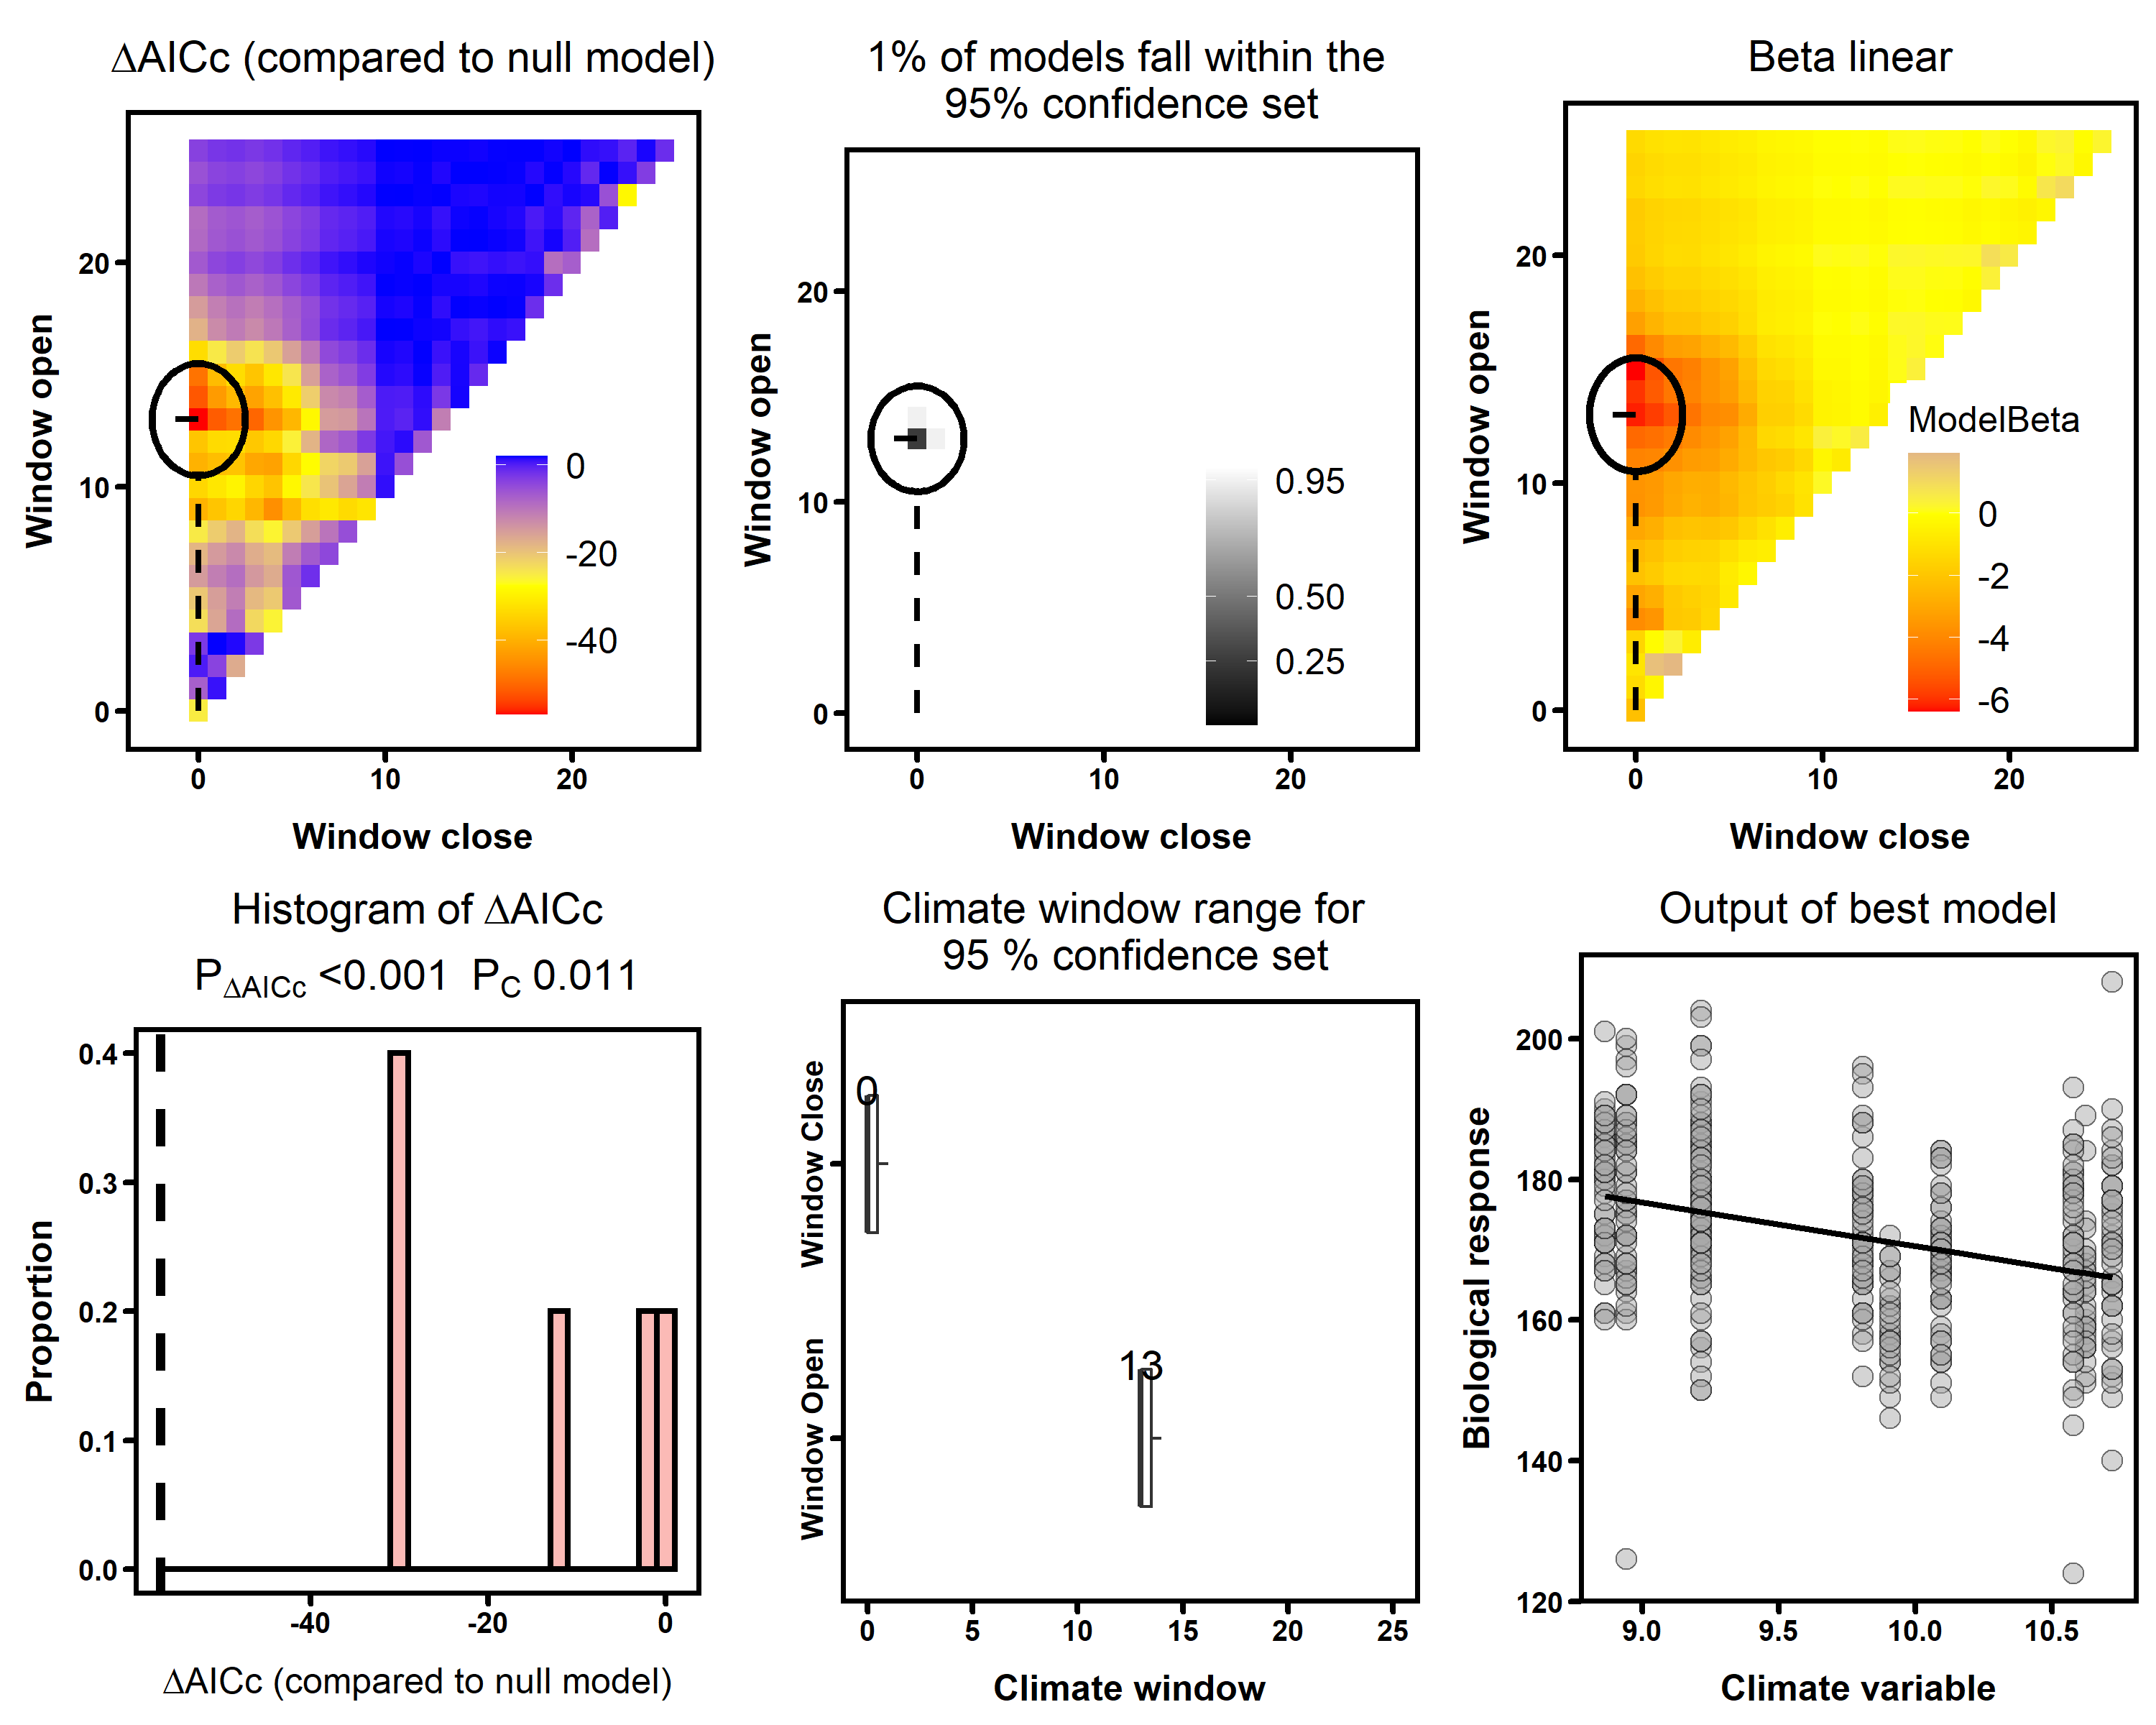 ΔAICc (compared to null model)
Window open
20
10
0
0
-20
-40
0
10
20
Window close
1% of models fall within the
95% confidence set
Window open
20
10
0
0.95
0.50
0.25
0
10
20
Window close
Beta linear
Window open
20
10
0
ModelBeta
0
-2
-4
-6
0
10
20
Window close
Histogram of ΔAICc
PΔAICc <0.001 PC 0.011
Proportion
0.4
0.3
0.2
0.1
0.0
-40
-20
0
ΔAICc (compared to null model)
Climate window range for
95 % confidence set
Window Close
Window Open
0
13
0
5
10
15
20
25
Climate window
Output of best model
Biological response
200
180
160
140
120
9.0
9.5
10.0
10.5
Climate variable